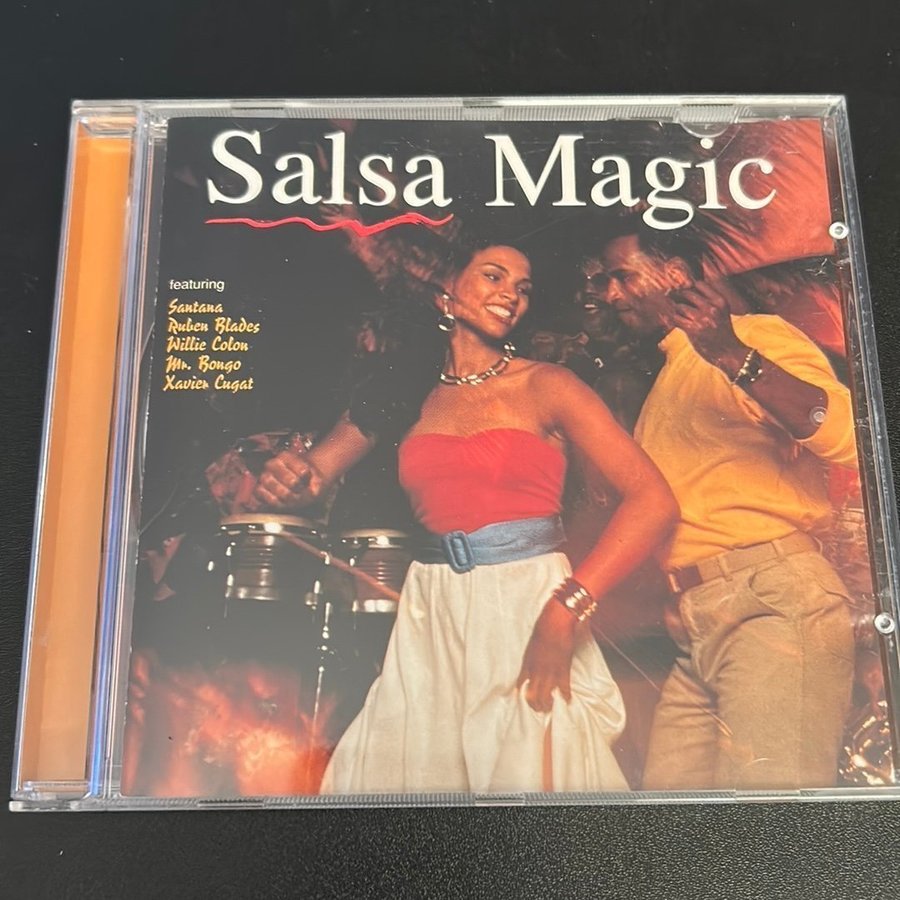 Salsa Magic
featuring
Santana
Ruben Blades
Willie Colon
Mr. Bongo
Xavier Cugat